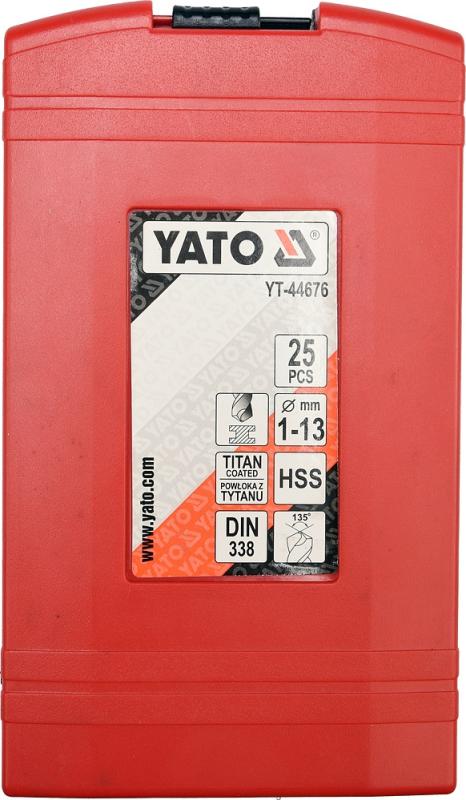 YATO ®
YT-44676
25
PCS
Ø mm
1-13
TITAN
COATED
POWŁOKA Z
TYTANU
HSS
DIN
338
135°
www.yato.com